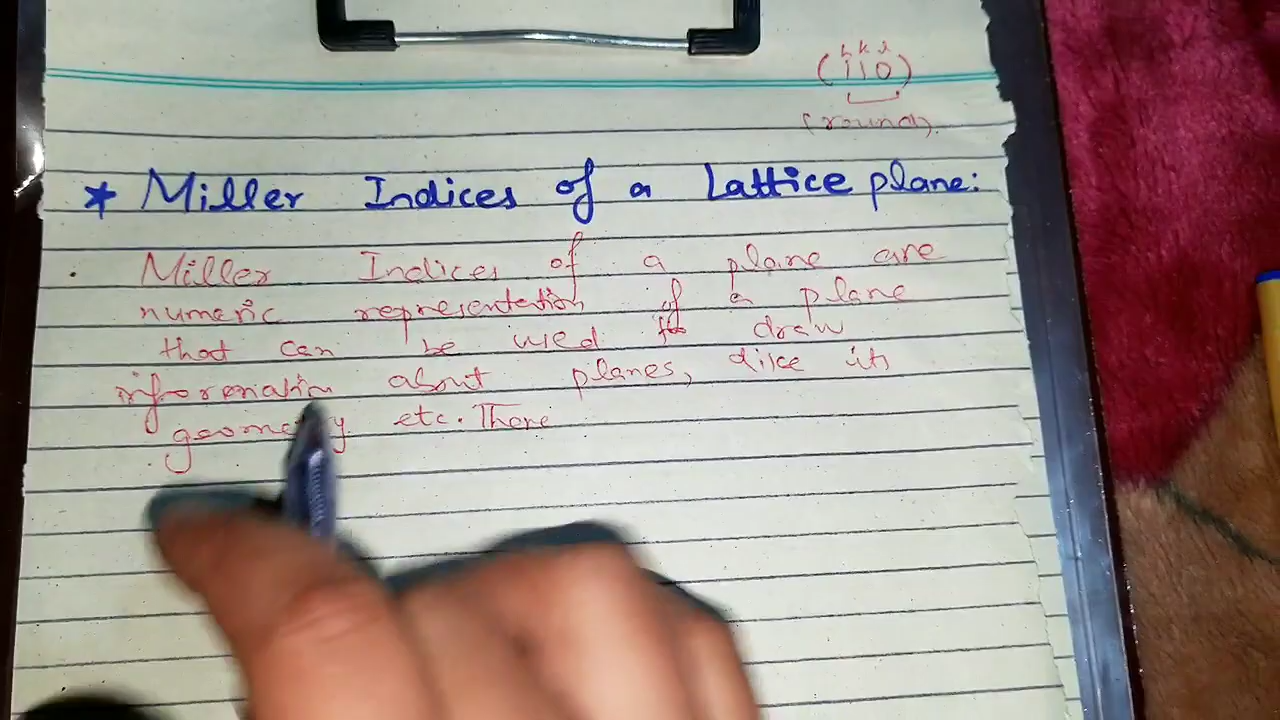 h k l
(110)
(round).
* Miller Indices of a Lattice plane:
. Miller Indices of a plane are
numeric representation of a plane
that can be used to draw
information about planes, like its
geometry etc. There